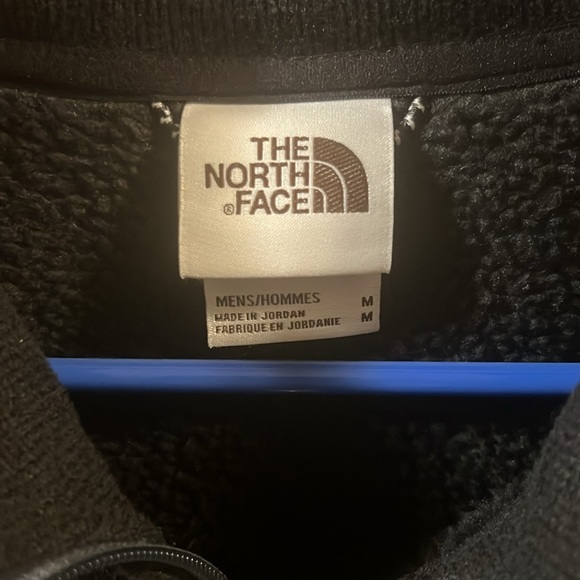 THE
NORTH
®FACE
MENS/HOMMES M
MADE IN JORDAN M
FABRIQUE EN JORDANIE